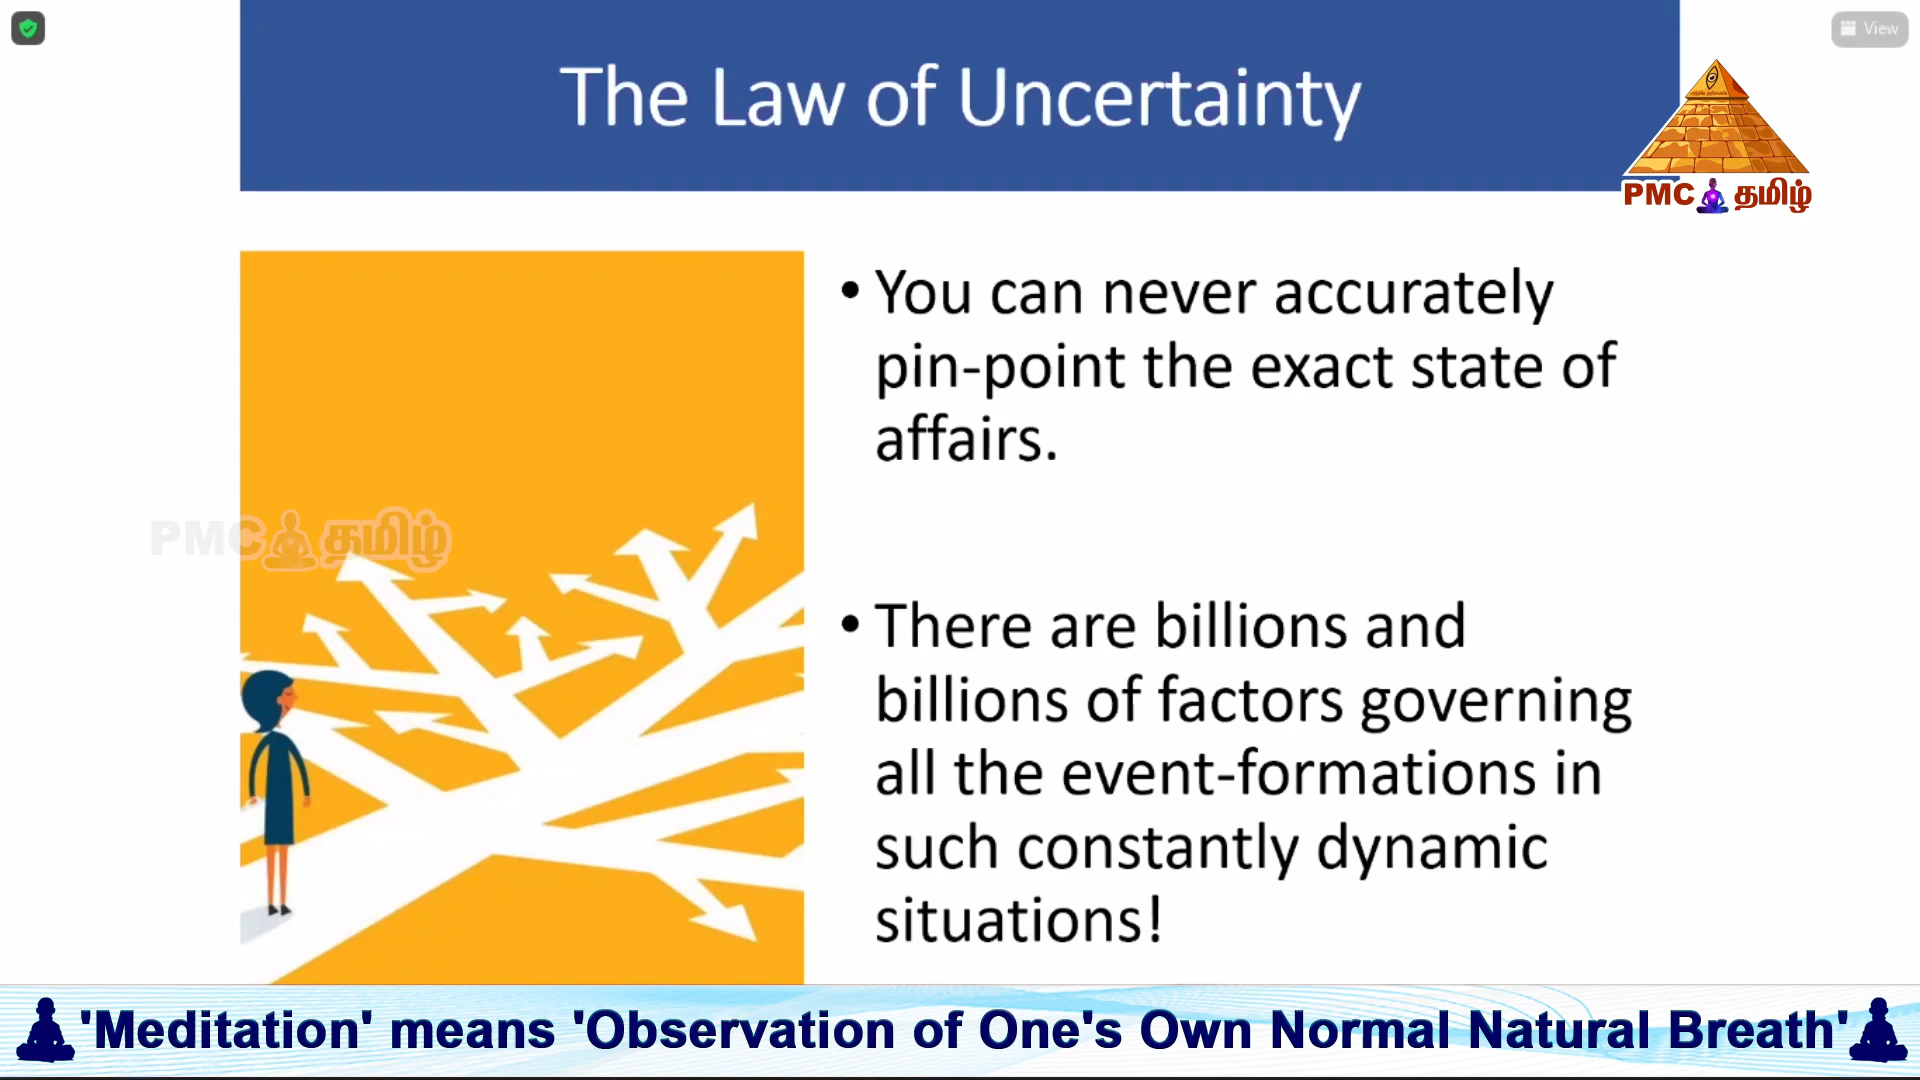 View
The Law of Uncertainty
PMC தமிழ்
• You can never accurately
pin-point the exact state of
affairs.
PMC தமிழ்
• There are billions and
billions of factors governing
all the event-formations in
such constantly dynamic
situations!
'Meditation' means 'Observation of One's Own Normal Natural Breath'